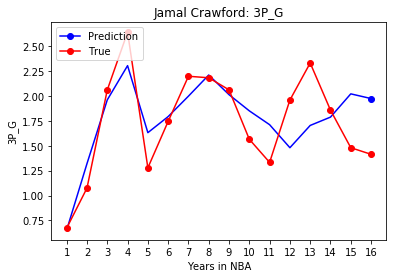 Jamal Crawford: 3P_G
Prediction
True
3P_G
2.50
2.25
2.00
1.75
1.50
1.25
1.00
0.75
1 2 3 4 5 6 7 8 9 10 11 12 13 14 15 16
Years in NBA